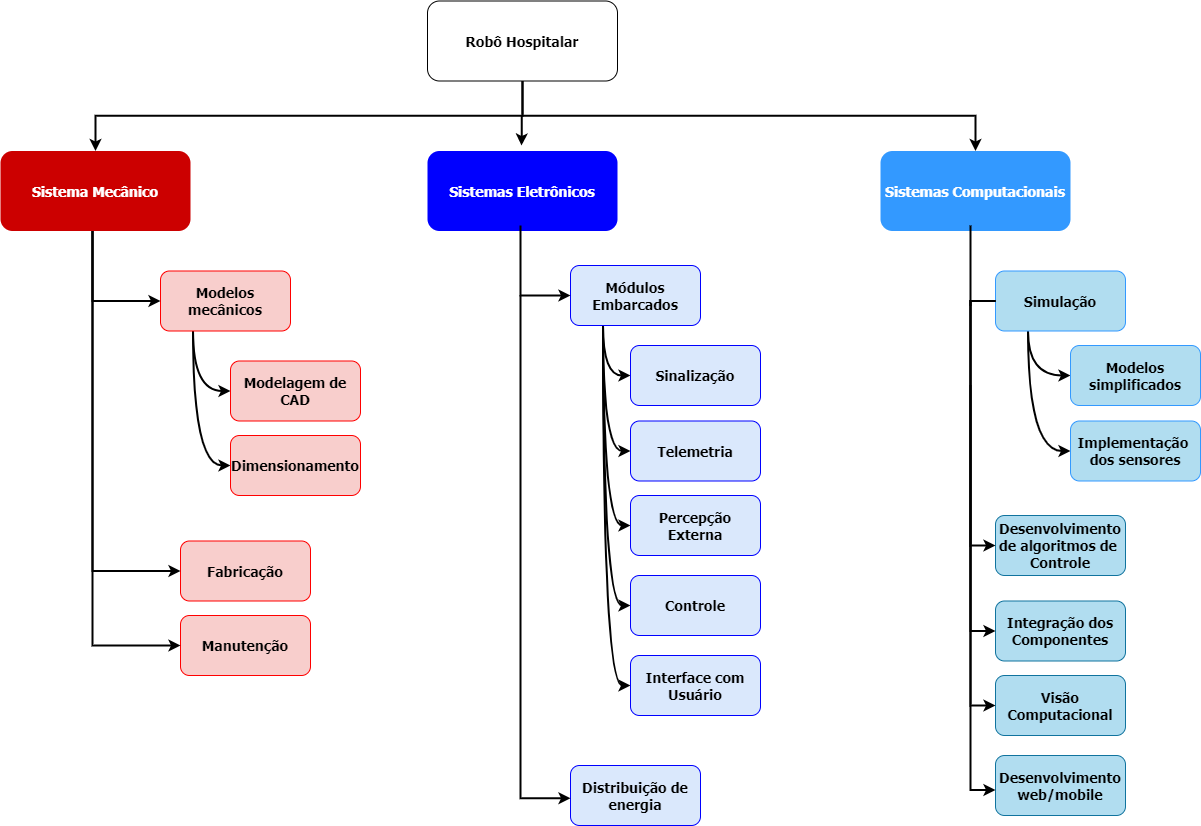 Robô Hospitalar
Sistema Mecânico
Modelos
mecânicos
Modelagem de
CAD
Dimensionamento
Fabricação
Manutenção
Sistemas Eletrônicos
Módulos
Embarcados
Sinalização
Telemetria
Percepção
Externa
Controle
Interface com
Usuário
Distribuição de
energia
Sistemas Computacionais
Simulação
Modelos
simplificados
Implementação
dos sensores
Desenvolvimento
de algoritmos de
Controle
Integração dos
Componentes
Visão
Computacional
Desenvolvimento
web/mobile